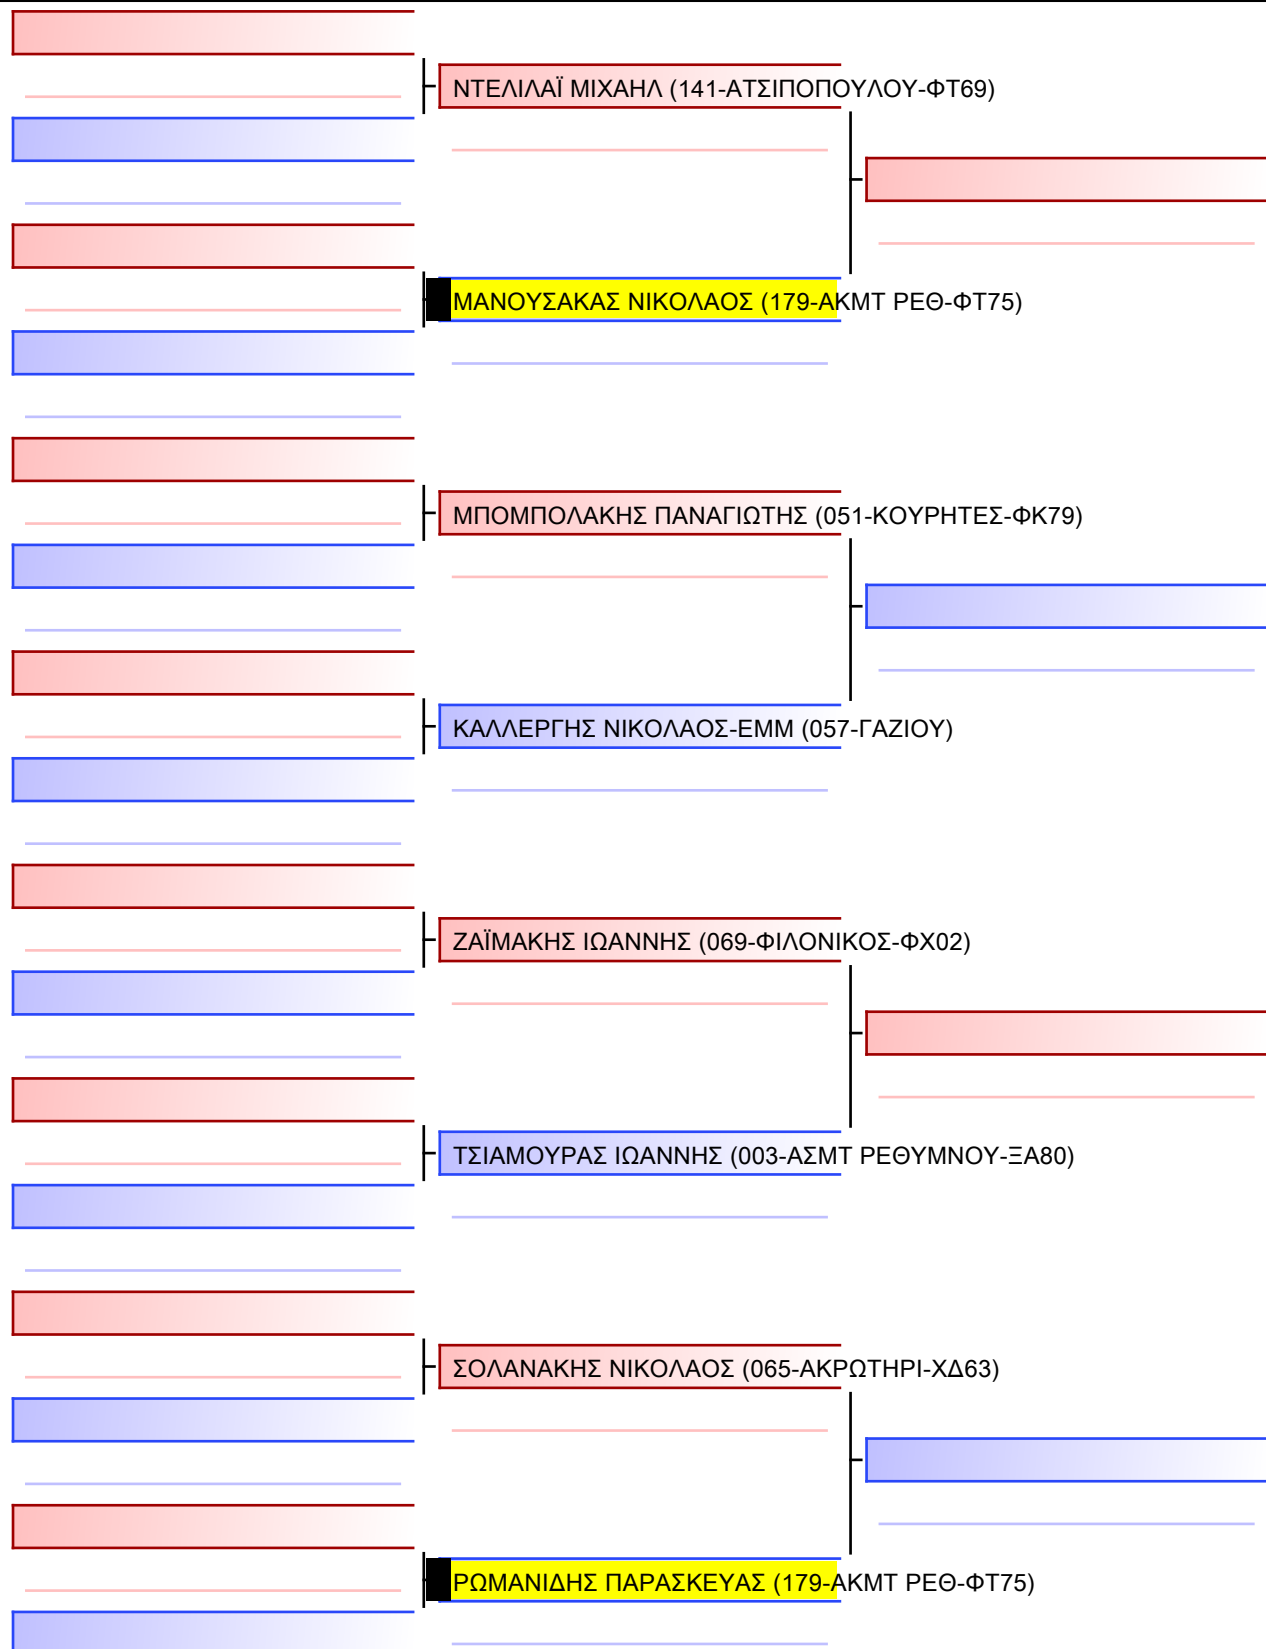 ΝΤΕΛΙΛΑΪ ΜΙΧΑΗΛ (141-ΑΤΣΙΠΟΠΟΥΛΟΥ-ΦΤ69)
ΜΑΝΟΥΣΑΚΑΣ ΝΙΚΟΛΑΟΣ (179-ΑΚΜΤ ΡΕΘ-ΦΤ75)
ΜΠΟΜΠΟΛΑΚΗΣ ΠΑΝΑΓΙΩΤΗΣ (051-ΚΟΥΡΗΤΕΣ-ΦΚ79)
ΚΑΛΛΕΡΓΗΣ ΝΙΚΟΛΑΟΣ-ΕΜΜ (057-ΓΑΖΙΟΥ)
ΖΑΪΜΑΚΗΣ ΙΩΑΝΝΗΣ (069-ΦΙΛΟΝΙΚΟΣ-ΦΧ02)
ΤΣΙΑΜΟΥΡΑΣ ΙΩΑΝΝΗΣ (003-ΑΣΜΤ ΡΕΘΥΜΝΟΥ-ΞΑ80)
ΣΟΛΑΝΑΚΗΣ ΝΙΚΟΛΑΟΣ (065-ΑΚΡΩΤΗΡΙ-ΧΔ63)
ΡΩΜΑΝΙΔΗΣ ΠΑΡΑΣΚΕΥΑΣ (179-ΑΚΜΤ ΡΕΘ-ΦΤ75)